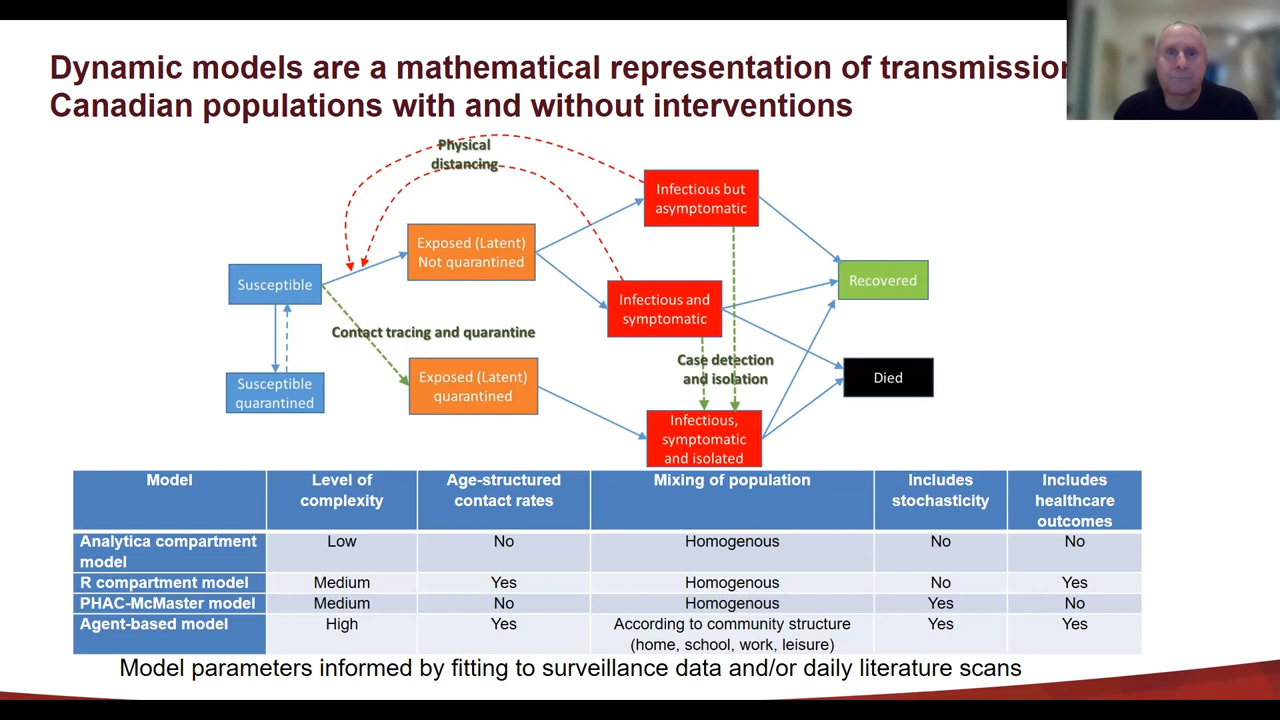 Dynamic models are a mathematical representation of transmission
Canadian populations with and without interventions
Physical
distancing
Infectious but
asymptomatic
Exposed (Latent)
Not quarantined
Susceptible
Recovered
Infectious and
symptomatic
Contact tracing and quarantine
Case detection
and isolation
Susceptible
quarantined
Exposed (Latent)
quarantined
Died
Infectious,
symptomatic
and isolated
Model
Level of
complexity
Age-structured
contact rates
Mixing of population
Includes
stochasticity
Includes
healthcare
outcomes
Analytica compartment
model
Low
No
Homogenous
No
No
R compartment model
Medium
Yes
Homogenous
No
Yes
PHAC-McMaster model
Medium
No
Homogenous
Yes
No
Agent-based model
High
Yes
According to community structure
(home, school, work, leisure)
Yes
Yes
Model parameters informed by fitting to surveillance data and/or daily literature scans